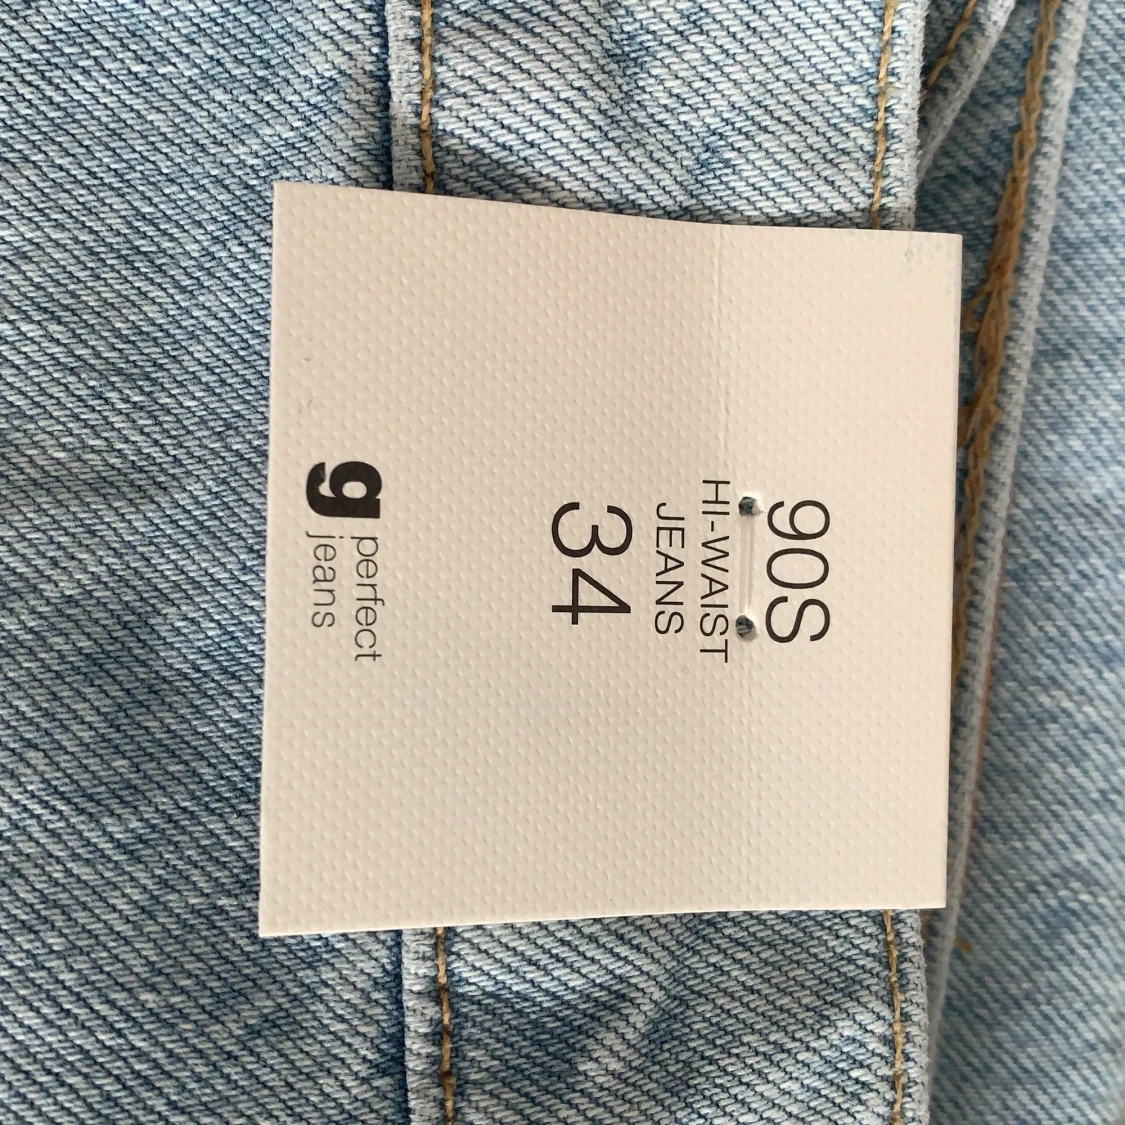 90S
HI-WAIST
JEANS
34
g perfect
jeans